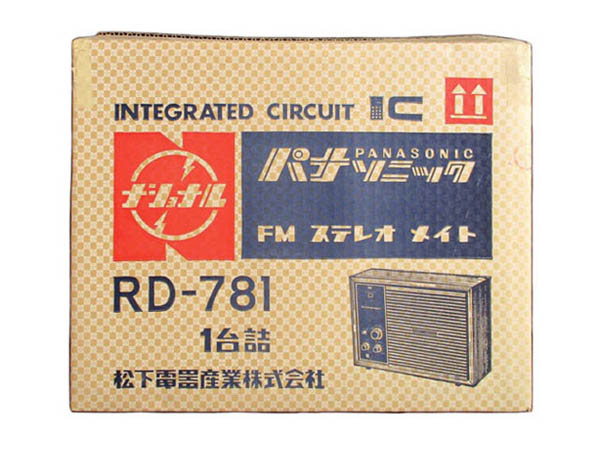 INTEGRATED CIRCUIT IC
ナショナル
PANASONIC
パナソニック
FM ステレオ メイト
RD-781
1台詰
松下電器産業株式会社